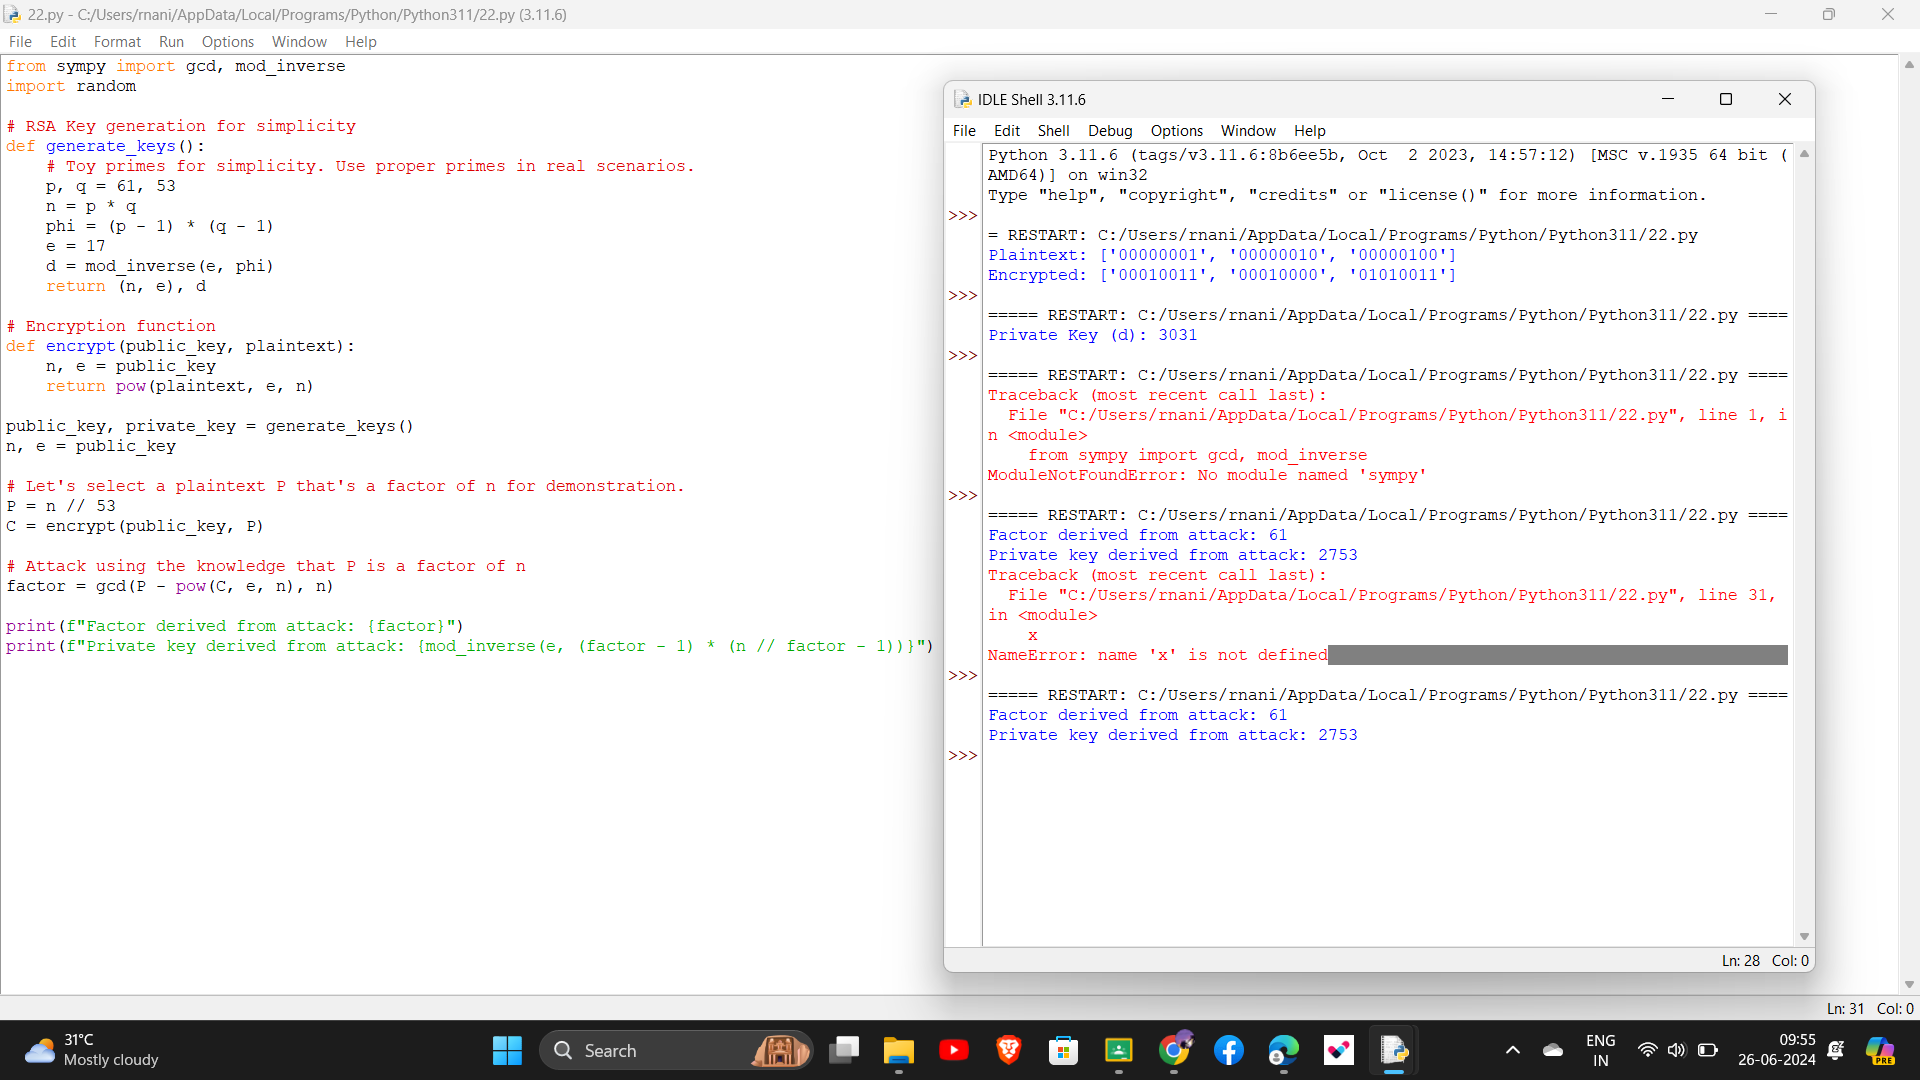 22.py - C:/Users/rnani/AppData/Local/Programs/Python/Python311/22.py (3.11.6)
File Edit Format Run Options Window Help
from sympy import gcd, mod_inverse
import random
# RSA Key generation for simplicity
def generate_keys():
    # Toy primes for simplicity. Use proper primes in real scenarios.
    p, q = 61, 53
    n = p * q
    phi = (p - 1) * (q - 1)
    e = 17
    d = mod_inverse(e, phi)
    return (n, e), d
# Encryption function
def encrypt(public_key, plaintext):
    n, e = public_key
    return pow(plaintext, e, n)
public_key, private_key = generate_keys()
n, e = public_key
# Let's select a plaintext P that's a factor of n for demonstration.
P = n // 53
C = encrypt(public_key, P)
# Attack using the knowledge that P is a factor of n
factor = gcd(P - pow(C, e, n), n)
print(f"Factor derived from attack: {factor}")
print(f"Private key derived from attack: {mod_inverse(e, (factor - 1) * (n // factor - 1))}")
Ln: 31 Col: 0
IDLE Shell 3.11.6
File Edit Shell Debug Options Window Help
Python 3.11.6 (tags/v3.11.6:8b6ee5b, Oct  2 2023, 14:57:12) [MSC v.1935 64 bit (
AMD64)] on win32
Type "help", "copyright", "credits" or "license()" for more information.
>>>
= RESTART: C:/Users/rnani/AppData/Local/Programs/Python/Python311/22.py
Plaintext: ['00000001', '00000010', '00000100']
Encrypted: ['00010011', '00010000', '01010011']
>>>
===== RESTART: C:/Users/rnani/AppData/Local/Programs/Python/Python311/22.py ====
Private Key (d): 3031
>>>
===== RESTART: C:/Users/rnani/AppData/Local/Programs/Python/Python311/22.py ====
Traceback (most recent call last):
  File "C:/Users/rnani/AppData/Local/Programs/Python/Python311/22.py", line 1, i
n <module>
    from sympy import gcd, mod_inverse
ModuleNotFoundError: No module named 'sympy'
>>>
===== RESTART: C:/Users/rnani/AppData/Local/Programs/Python/Python311/22.py ====
Factor derived from attack: 61
Private key derived from attack: 2753
Traceback (most recent call last):
  File "C:/Users/rnani/AppData/Local/Programs/Python/Python311/22.py", line 31,
in <module>
    x
NameError: name 'x' is not defined
>>>
===== RESTART: C:/Users/rnani/AppData/Local/Programs/Python/Python311/22.py ====
Factor derived from attack: 61
Private key derived from attack: 2753
>>>
Ln: 28 Col: 0
31°C
Mostly cloudy
Search
ENG
IN
09:55
26-06-2024
PRE